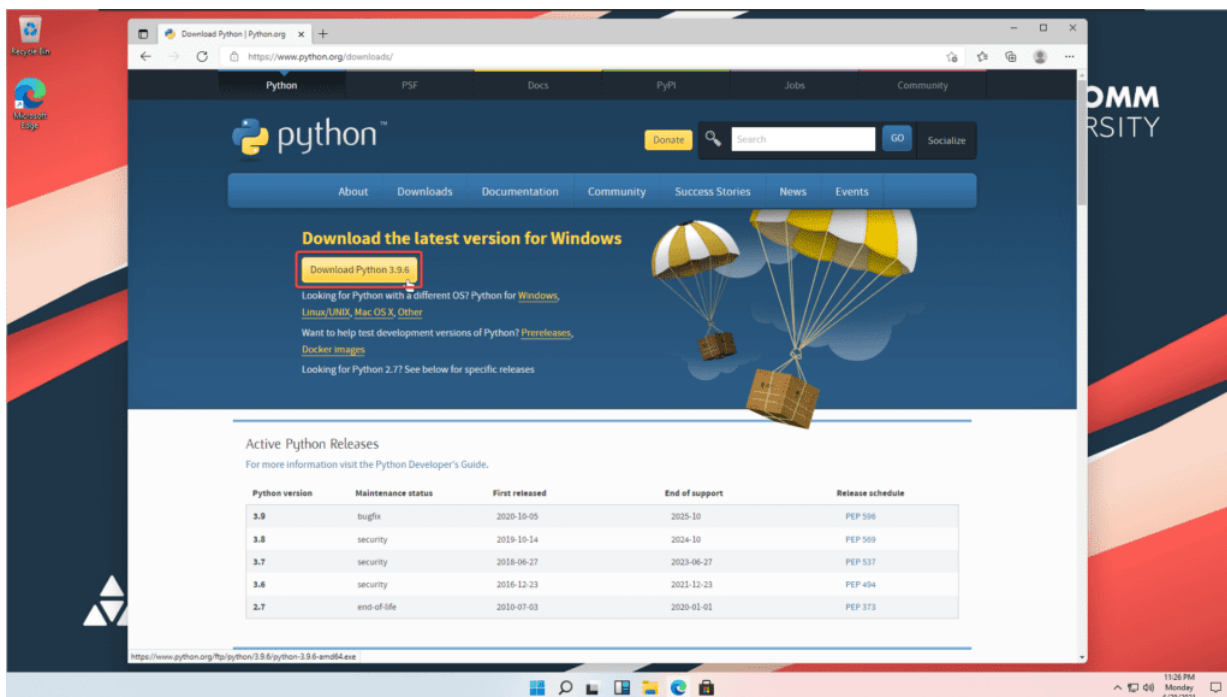 Recycle Bin
Microsoft
Edge
Download Python | Python.org
https://www.python.org/downloads/
Python PSF Docs PyPI Jobs Community
python™
Donate Search GO Socialize
About Downloads Documentation Community Success Stories News Events
Download the latest version for Windows
Download Python 3.9.6
Looking for Python with a different OS? Python for Windows,
Linux/UNIX, Mac OS X, Other
Want to help test development versions of Python? Prereleases,
Docker images
Looking for Python 2.7? See below for specific releases
Active Python Releases
For more information visit the Python Developer's Guide.
Python version Maintenance status First released End of support Release schedule
3.9 bugfix 2020-10-05 2025-10 PEP 596
3.8 security 2019-10-14 2024-10 PEP 569
3.7 security 2018-06-27 2023-06-27 PEP 537
3.6 security 2016-12-23 2021-12-23 PEP 494
2.7 end-of-life 2010-07-03 2020-01-01 PEP 373
https://www.python.org/ftp/python/3.9.6/python-3.9.6-amd64.exe
OMM
RSITY
11:26 PM
Monday